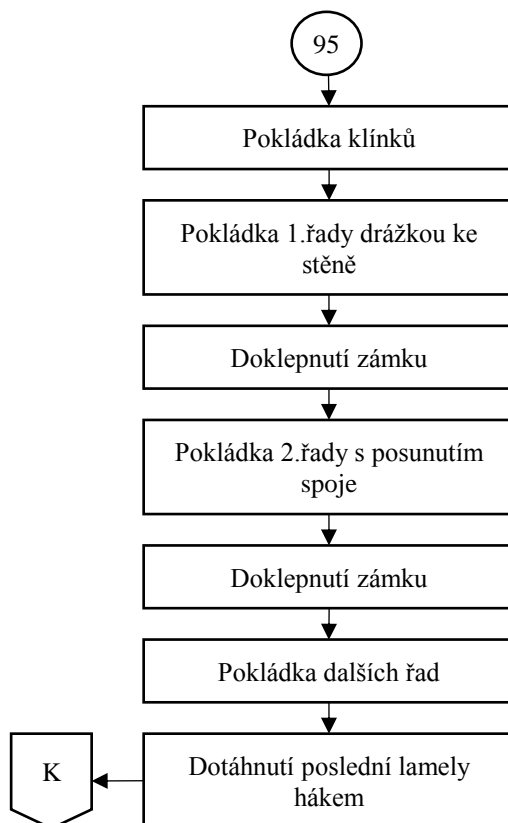 95
Pokládka klínků
Pokládka 1.řady drážkou ke
stěně
Doklepnutí zámku
Pokládka 2.řady s posunutím
spoje
Doklepnutí zámku
Pokládka dalších řad
K
Dotáhnutí poslední lamely
hákem